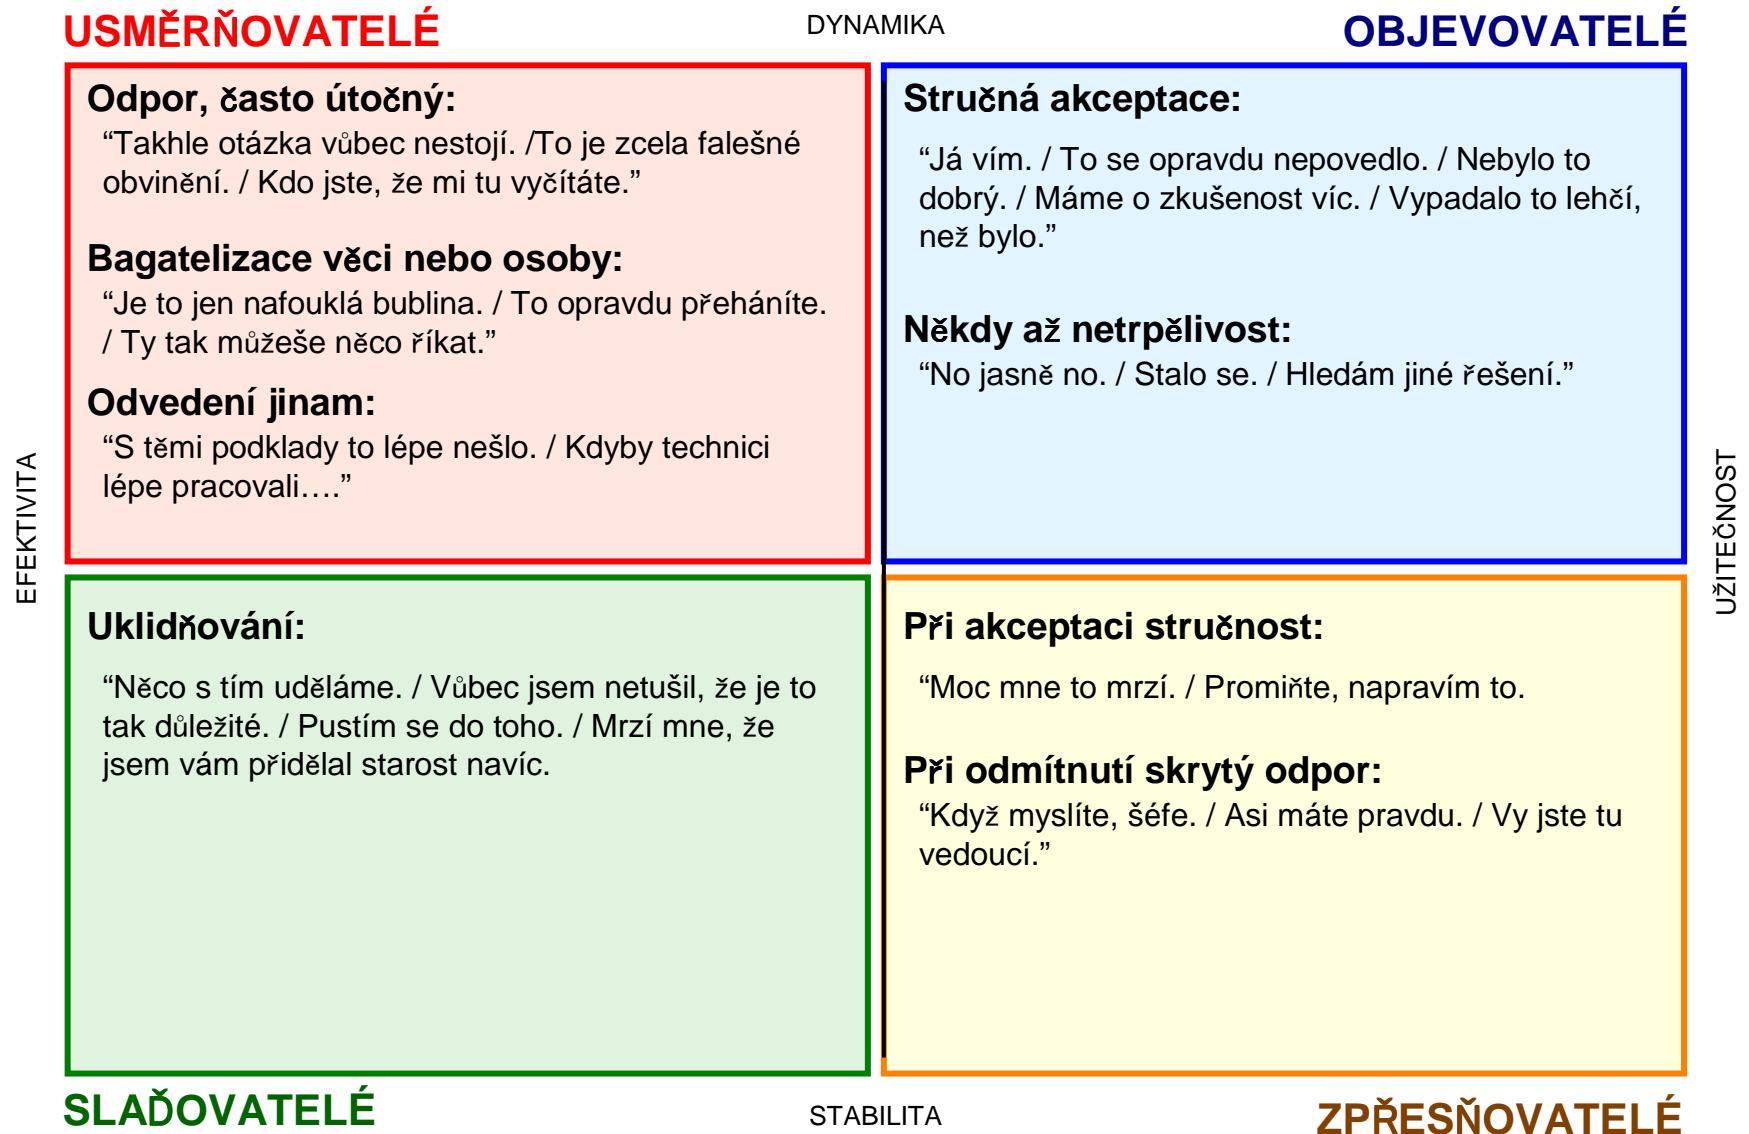 USMĚRŇOVATELÉ
DYNAMIKA
OBJEVOVATELÉ
Odpor, často útočný:
“Takhle otázka vůbec nestojí. /To je zcela falešné
obvinění. / Kdo jste, že mi tu vyčítáte.”
Bagatelizace věci nebo osoby:
“Je to jen nafouklá bublina. / To opravdu přeháníte.
/ Ty tak můžeše něco říkat.”
Odvedení jinam:
“S těmi podklady to lépe nešlo. / Kdyby technici
lépe pracovali….”
Stručná akceptace:
“Já vím. / To se opravdu nepovedlo. / Nebylo to
dobrý. / Máme o zkušenost víc. / Vypadalo to lehčí,
než bylo.”
Někdy až netrpělivost:
“No jasně no. / Stalo se. / Hledám jiné řešení.”
EFEKTIVITA
UŽITEČNOST
Uklidňování:
“Něco s tím uděláme. / Vůbec jsem netušil, že je to
tak důležité. / Pustím se do toho. / Mrzí mne, že
jsem vám přidělal starost navíc.
Při akceptaci stručnost:
“Moc mne to mrzí. / Promiňte, napravím to.
Při odmítnutí skrytý odpor:
“Když myslíte, šéfe. / Asi máte pravdu. / Vy jste tu
vedoucí.”
SLAĎOVATELÉ
STABILITA
ZPŘESŇOVATELÉ